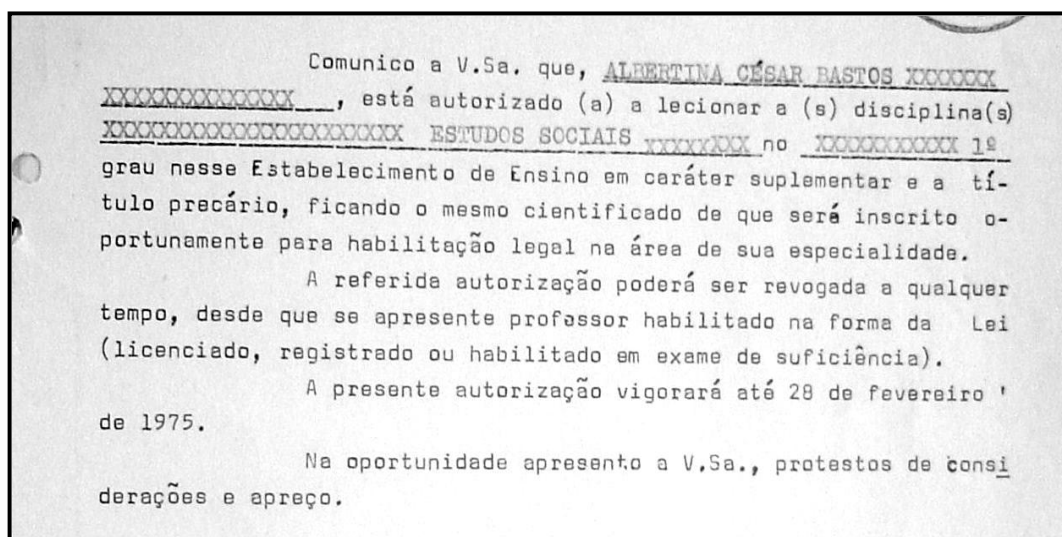 Comunico a V.Sa. que, ALBERTINA CÉSAR BASTOS XXXXXXX
XXXXXXXXXXXXXXX___, está autorizado (a) a lecionar a (s) disciplina(s)
XXXXXXXXXXXXXXXXXXXXXXX ESTUDOS SOCIAIS XXXXXXXX no XXXXXXXXXXX 1º
grau nesse Estabelecimento de Ensino em caráter suplementar e a tí-
tulo precário, ficando o mesmo cientificado de que será inscrito o-
portunamente para habilitação legal na área de sua especialidade.
A referida autorização poderá ser revogada a qualquer
tempo, desde que se apresente professor habilitado na forma da Lei
(licenciado, registrado ou habilitado em exame de suficiência).
A presente autorização vigorará até 28 de fevereiro '
de 1975.
Na oportunidade apresento a V.Sa., protestos de consi
derações e apreço.